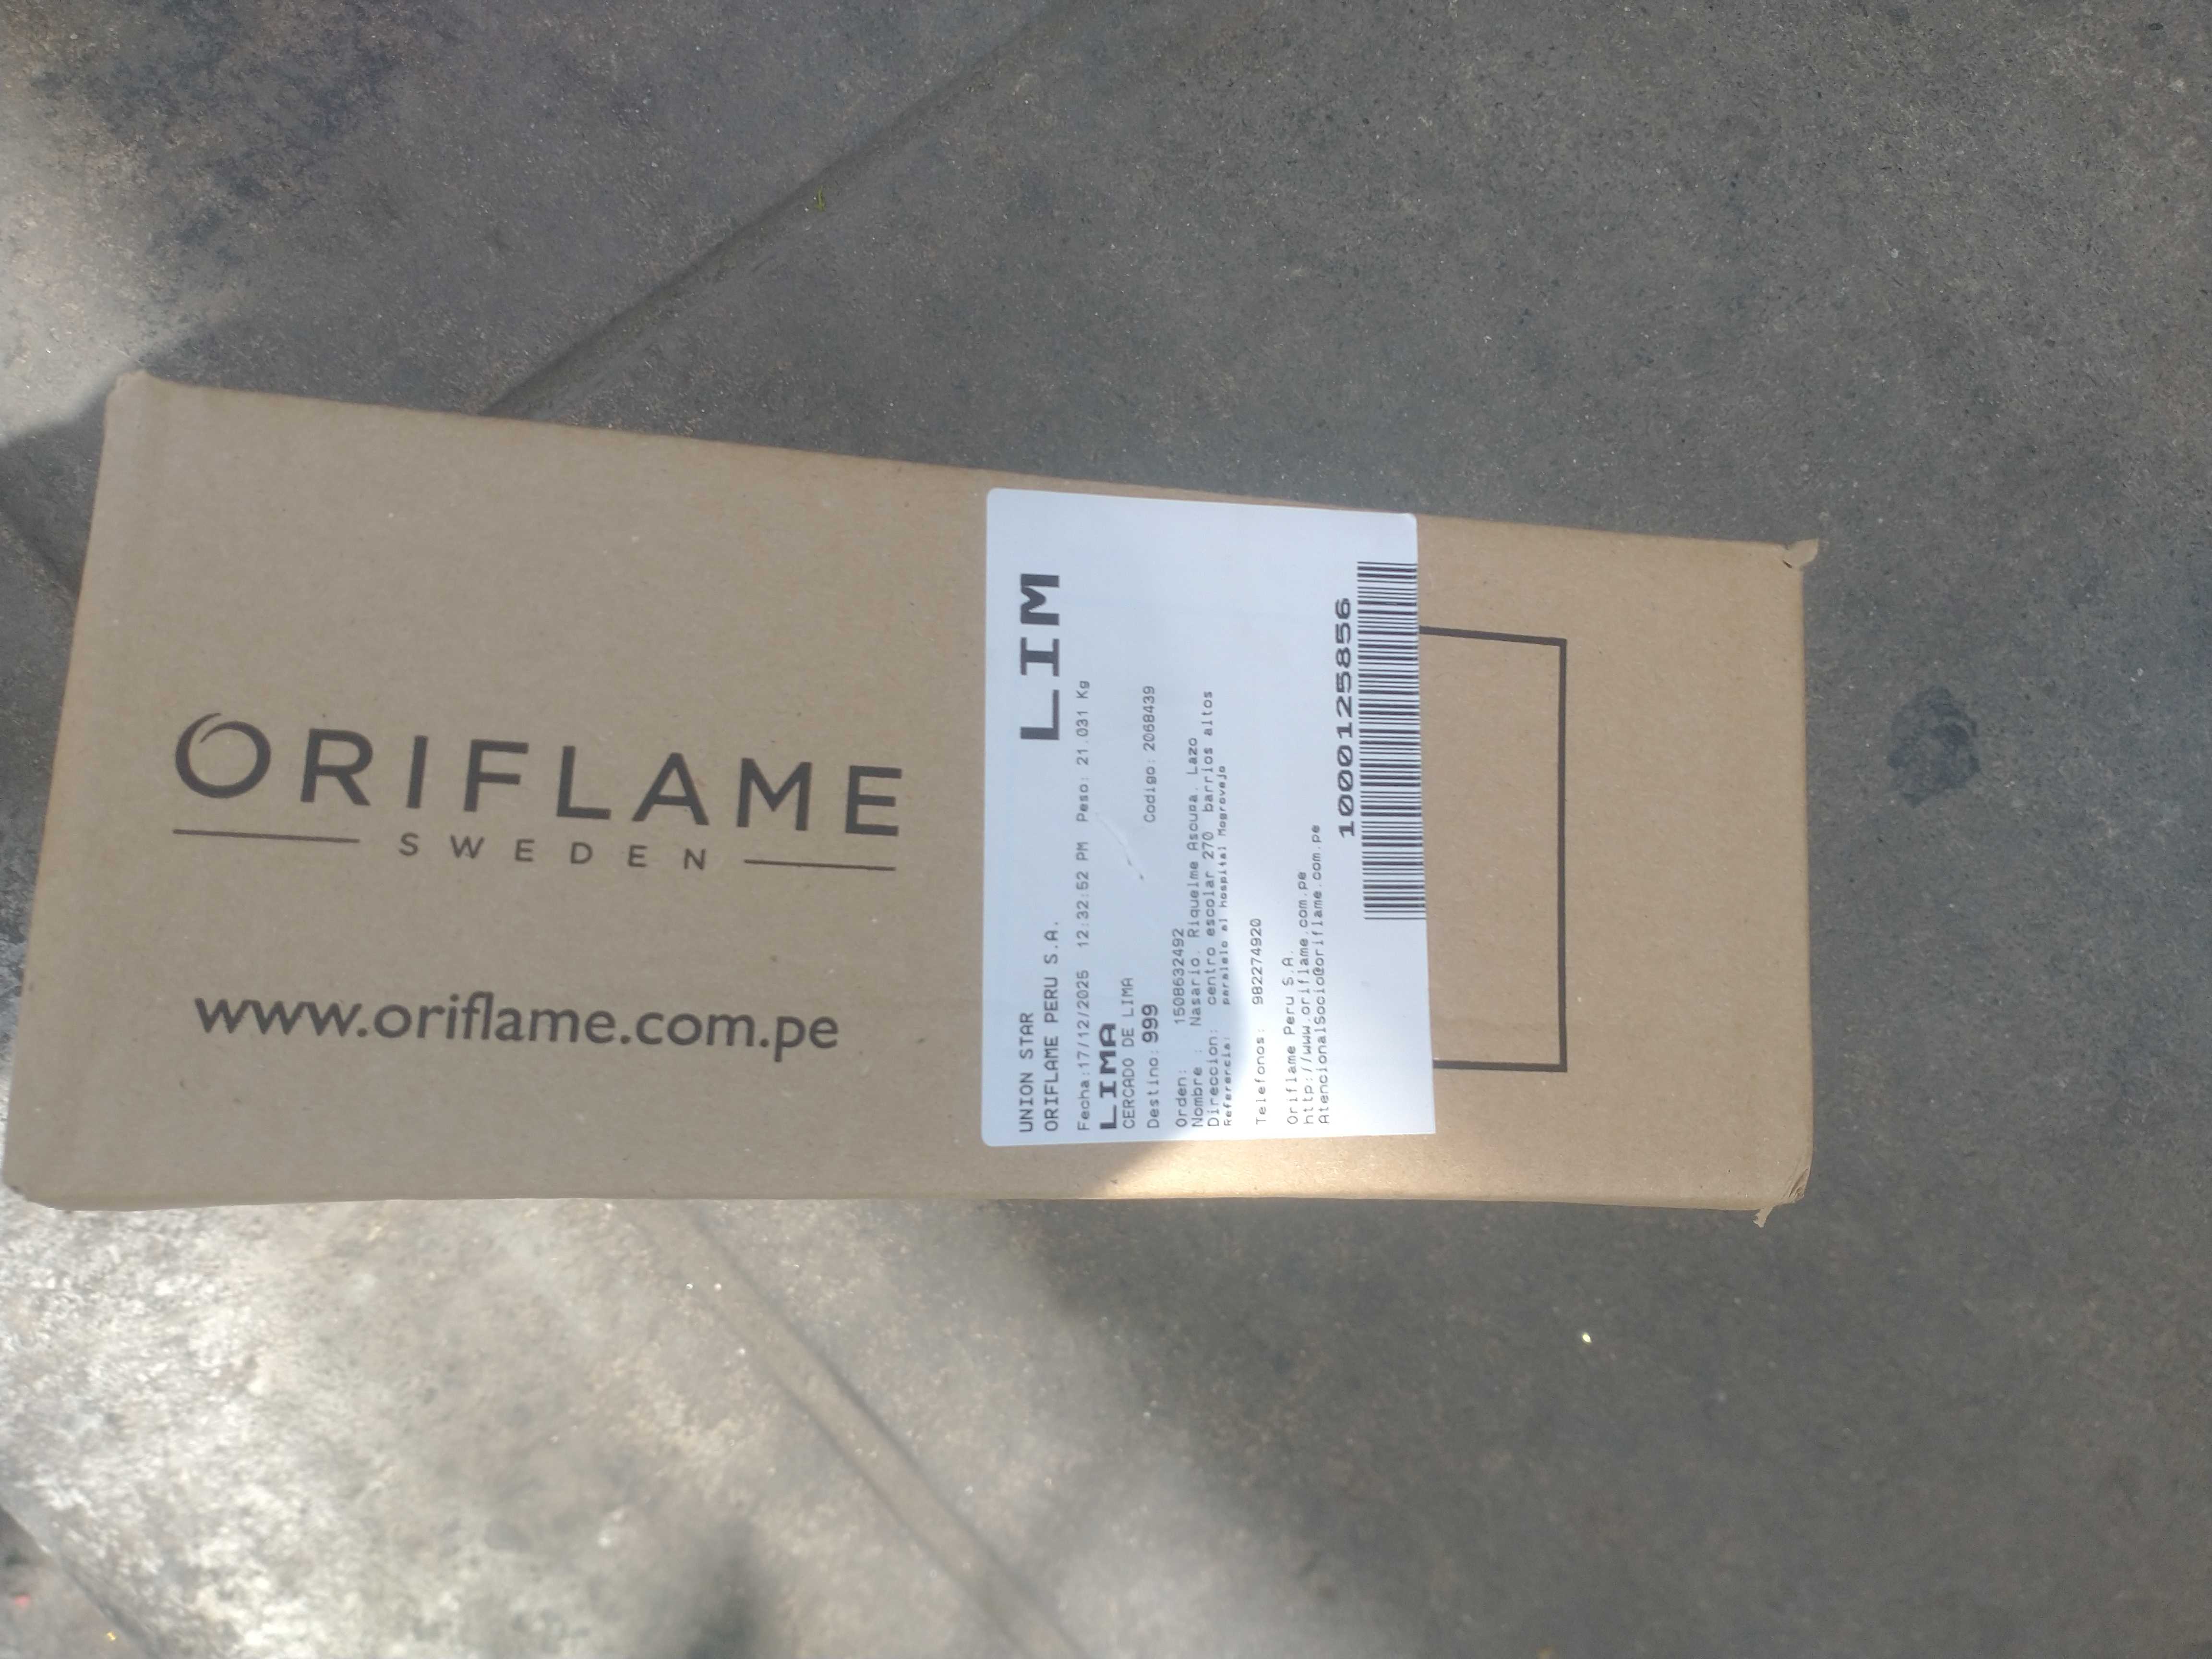 ORIFLAME
SWEDEN
www.oriflame.com.pe
UNION STAR
ORIFLAME PERU S.A.
LIM
Fecha:17/12/2025 12:32:52 PM Peso: 21.031 Kg
LIMA
CERCADO DE LIMA
Destino: 999 Codigo: 2068439
Orden: 1508632492
Nombre : Nasario. Riquelme Ascusa. Lazo
Direccion: centro escolar 270 barrios altos
Referencia: paralelo al hospital Mogrovejo
Telefonos: 982274920
Oriflame Peru S.A.
http://www.oriflame.com.pe
AtencionalSocio@oriflame.com.pe
10000125856